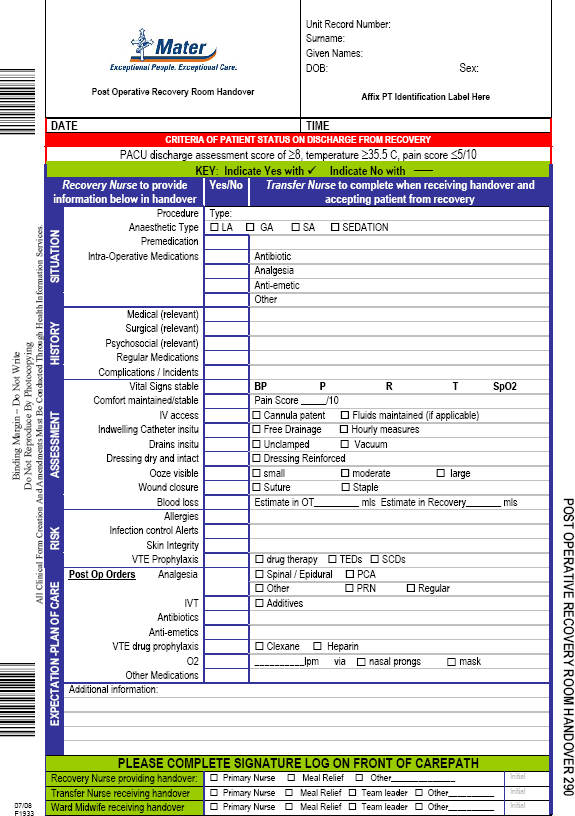 Mater
Exceptional People. Exceptional Care.
Post Operative Recovery Room Handover
Unit Record Number:
Surname:
Given Names:
DOB: Sex:
Affix PT Identification Label Here
DATE TIME
CRITERIA OF PATIENT STATUS ON DISCHARGE FROM RECOVERY
PACU discharge assessment score of ≥8, temperature ≥35.5 C, pain score ≤5/10
KEY: Indicate Yes with ✓ Indicate No with —
Recovery Nurse to provide information below in handover
Yes/No
Transfer Nurse to complete when receiving handover and accepting patient from recovery
SITUATION
Procedure Type:
Anaesthetic Type ☐ LA ☐ GA ☐ SA ☐ SEDATION
Premedication
Intra-Operative Medications Antibiotic
Analgesia
Anti-emetic
Other
HISTORY
Medical (relevant)
Surgical (relevant)
Psychosocial (relevant)
Regular Medications
Complications / Incidents
ASSESSMENT
Vital Signs stable BP P R T SpO2
Comfort maintained/stable Pain Score _____/10
IV access ☐ Cannula patent ☐ Fluids maintained (if applicable)
Indwelling Catheter insitu ☐ Free Drainage ☐ Hourly measures
Drains insitu ☐ Unclamped ☐ Vacuum
Dressing dry and intact ☐ Dressing Reinforced
Ooze visible ☐ small ☐ moderate ☐ large
Wound closure ☐ Suture ☐ Staple
Blood loss Estimate in OT_________ mls Estimate in Recovery_______ mls
RISK
Allergies
Infection control Alerts
Skin Integrity
VTE Prophylaxis ☐ drug therapy ☐ TEDs ☐ SCDs
EXPECTATION -PLAN OF CARE
Post Op Orders Analgesia ☐ Spinal / Epidural ☐ PCA
☐ Other ☐ PRN ☐ Regular
IVT ☐ Additives
Antibiotics
Anti-emetics
VTE drug prophylaxis ☐ Clexane ☐ Heparin
O2 __________lpm via ☐ nasal prongs ☐ mask
Other Medications
Additional information:
PLEASE COMPLETE SIGNATURE LOG ON FRONT OF CAREPATH
Recovery Nurse providing handover: ☐ Primary Nurse ☐ Meal Relief ☐ Other______________ Initial
Transfer Nurse receiving handover ☐ Primary Nurse ☐ Meal Relief ☐ Team leader ☐ Other__________ Initial
Ward Midwife receiving handover ☐ Primary Nurse ☐ Meal Relief ☐ Team leader ☐ Other__________ Initial
Binding Margin – Do Not Write
Do Not Reproduce By Photocopying
All Clinical Form Creation And Amendments Must Be Conducted Through Health Information Services
07/08
F1933
POST OPERATIVE RECOVERY ROOM HANDOVER 290